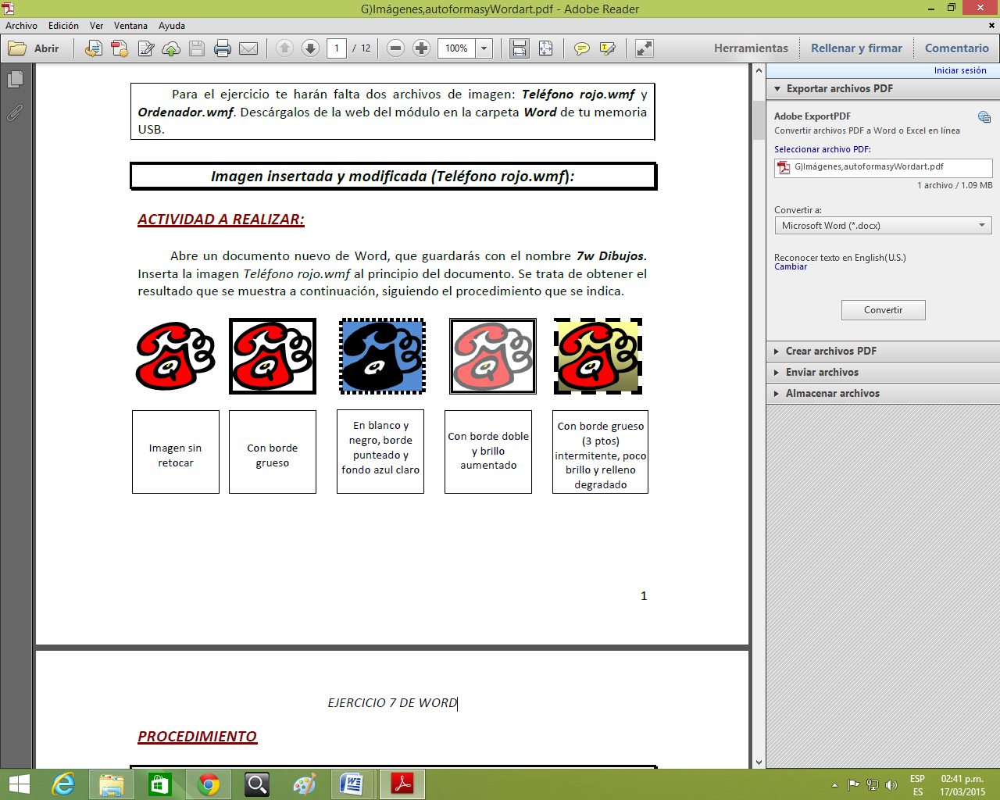 G)Imágenes,autoformasyWordart.pdf - Adobe Reader
Archivo Edición Ver Ventana Ayuda
Abrir 1 / 12 100% Herramientas Rellenar y firmar Comentario
Para el ejercicio te harán falta dos archivos de imagen: Teléfono rojo.wmf y
Ordenador.wmf. Descárgalos de la web del módulo en la carpeta Word de tu memoria
USB.
Imagen insertada y modificada (Teléfono rojo.wmf):
ACTIVIDAD A REALIZAR:
Abre un documento nuevo de Word, que guardarás con el nombre 7w Dibujos.
Inserta la imagen Teléfono rojo.wmf al principio del documento. Se trata de obtener el
resultado que se muestra a continuación, siguiendo el procedimiento que se indica.
Imagen sin
retocar
Con borde
grueso
En blanco y
negro, borde
punteado y
fondo azul claro
Con borde doble
y brillo
aumentado
Con borde grueso
(3 ptos)
intermitente, poco
brillo y relleno
degradado
1
EJERCICIO 7 DE WORD
PROCEDIMIENTO
Iniciar sesión
Exportar archivos PDF
Adobe ExportPDF
Convertir archivos PDF a Word o Excel en línea
Seleccionar archivo PDF:
G)Imágenes,autoformasyWordart.pdf
1 archivo / 1.09 MB
Convertir a:
Microsoft Word (*.docx)
Reconocer texto en English(U.S.)
Cambiar
Convertir
Crear archivos PDF
Enviar archivos
Almacenar archivos
ESP
ES
02:41 p.m.
17/03/2015